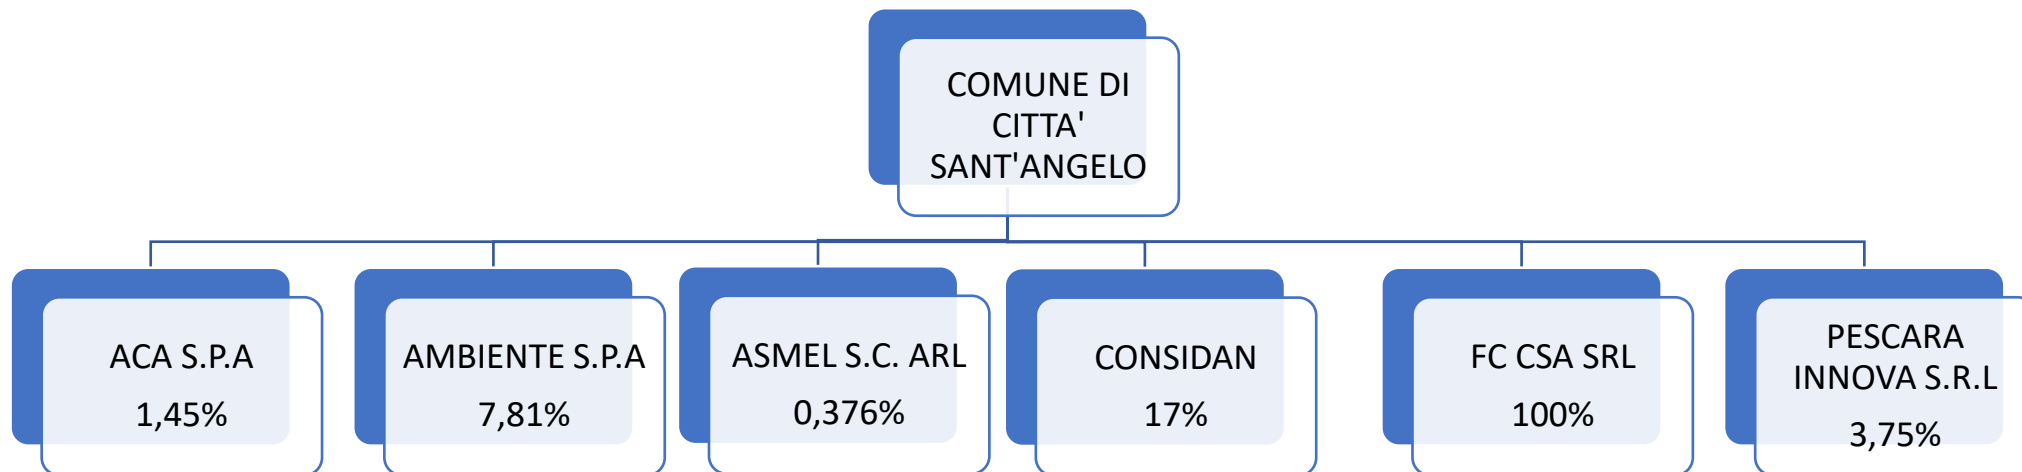 COMUNE DI
CITTA'
SANT'ANGELO
ACA S.P.A
1,45%
AMBIENTE S.P.A
7,81%
ASMEL S.C. ARL
0,376%
CONSIDAN
17%
FC CSA SRL
100%
PESCARA
INNOVA S.R.L
3,75%